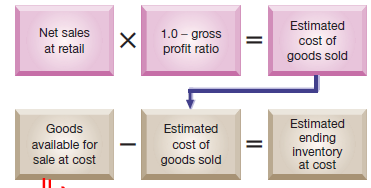 Net sales
at retail
×
1.0 – gross
profit ratio
=
Estimated
cost of
goods sold
Goods
available for
sale at cost
−
Estimated
cost of
goods sold
=
Estimated
ending
inventory
at cost